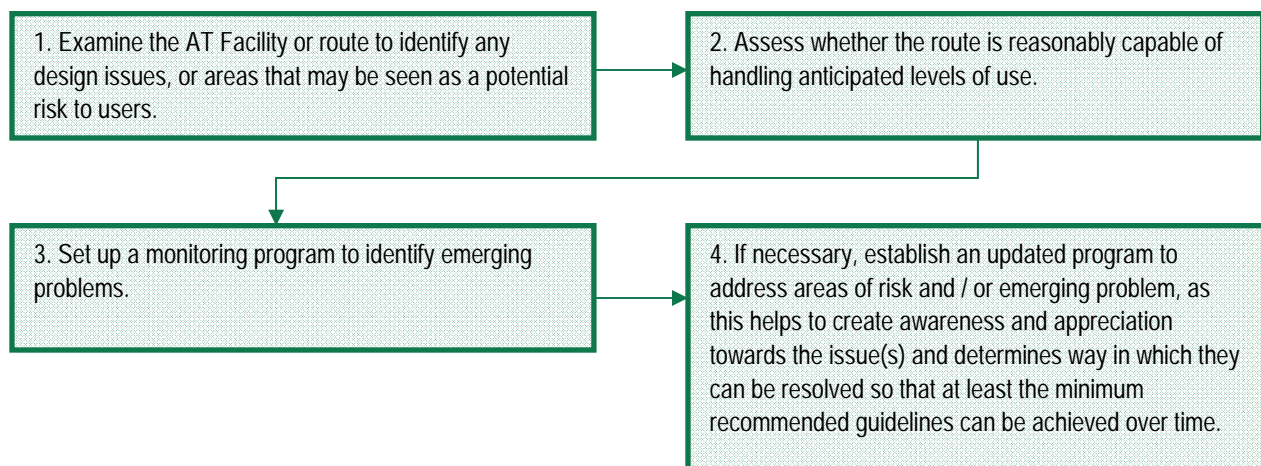 1. Examine the AT Facility or route to identify any
design issues, or areas that may be seen as a potential
risk to users.
2. Assess whether the route is reasonably capable of
handling anticipated levels of use.
3. Set up a monitoring program to identify emerging
problems.
4. If necessary, establish an updated program to
address areas of risk and / or emerging problem, as
this helps to create awareness and appreciation
towards the issue(s) and determines way in which they
can be resolved so that at least the minimum
recommended guidelines can be achieved over time.